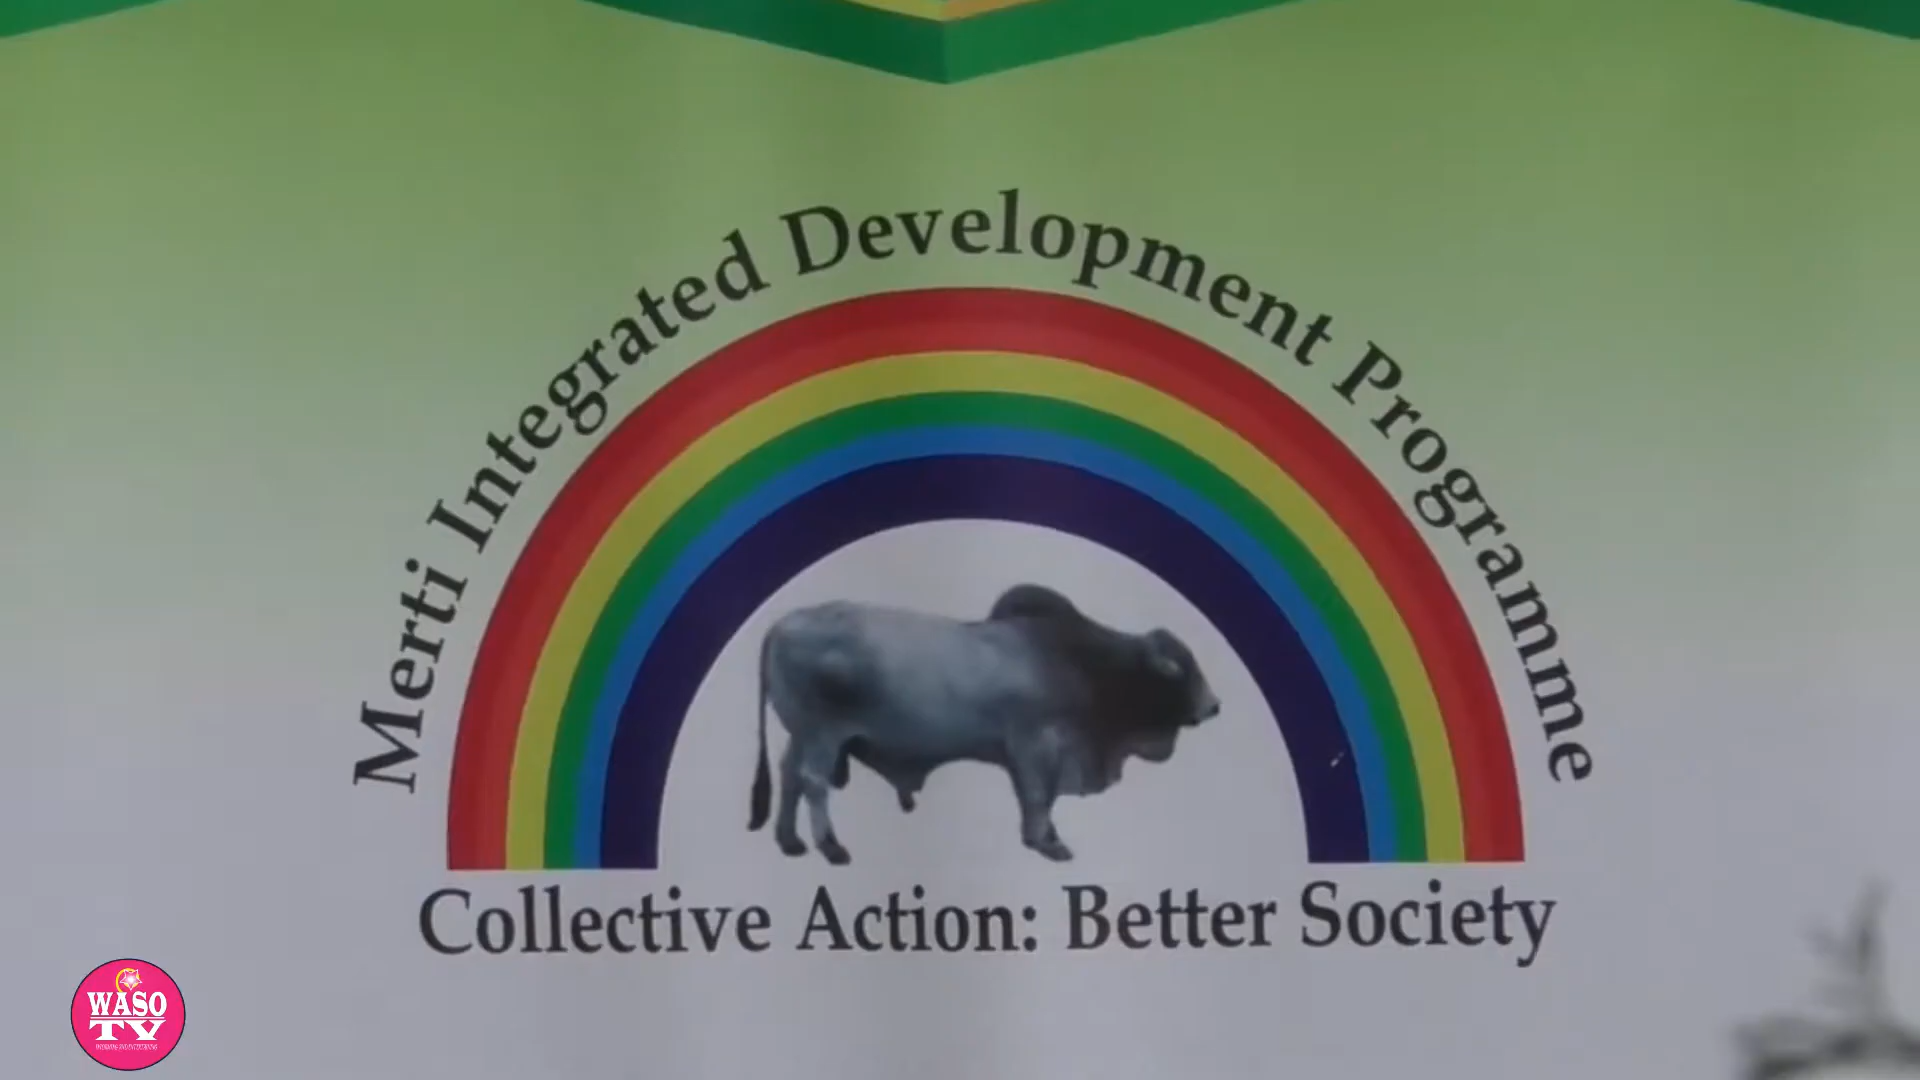 Merti Integrated Development Programme
Collective Action: Better Society
WASO
TV